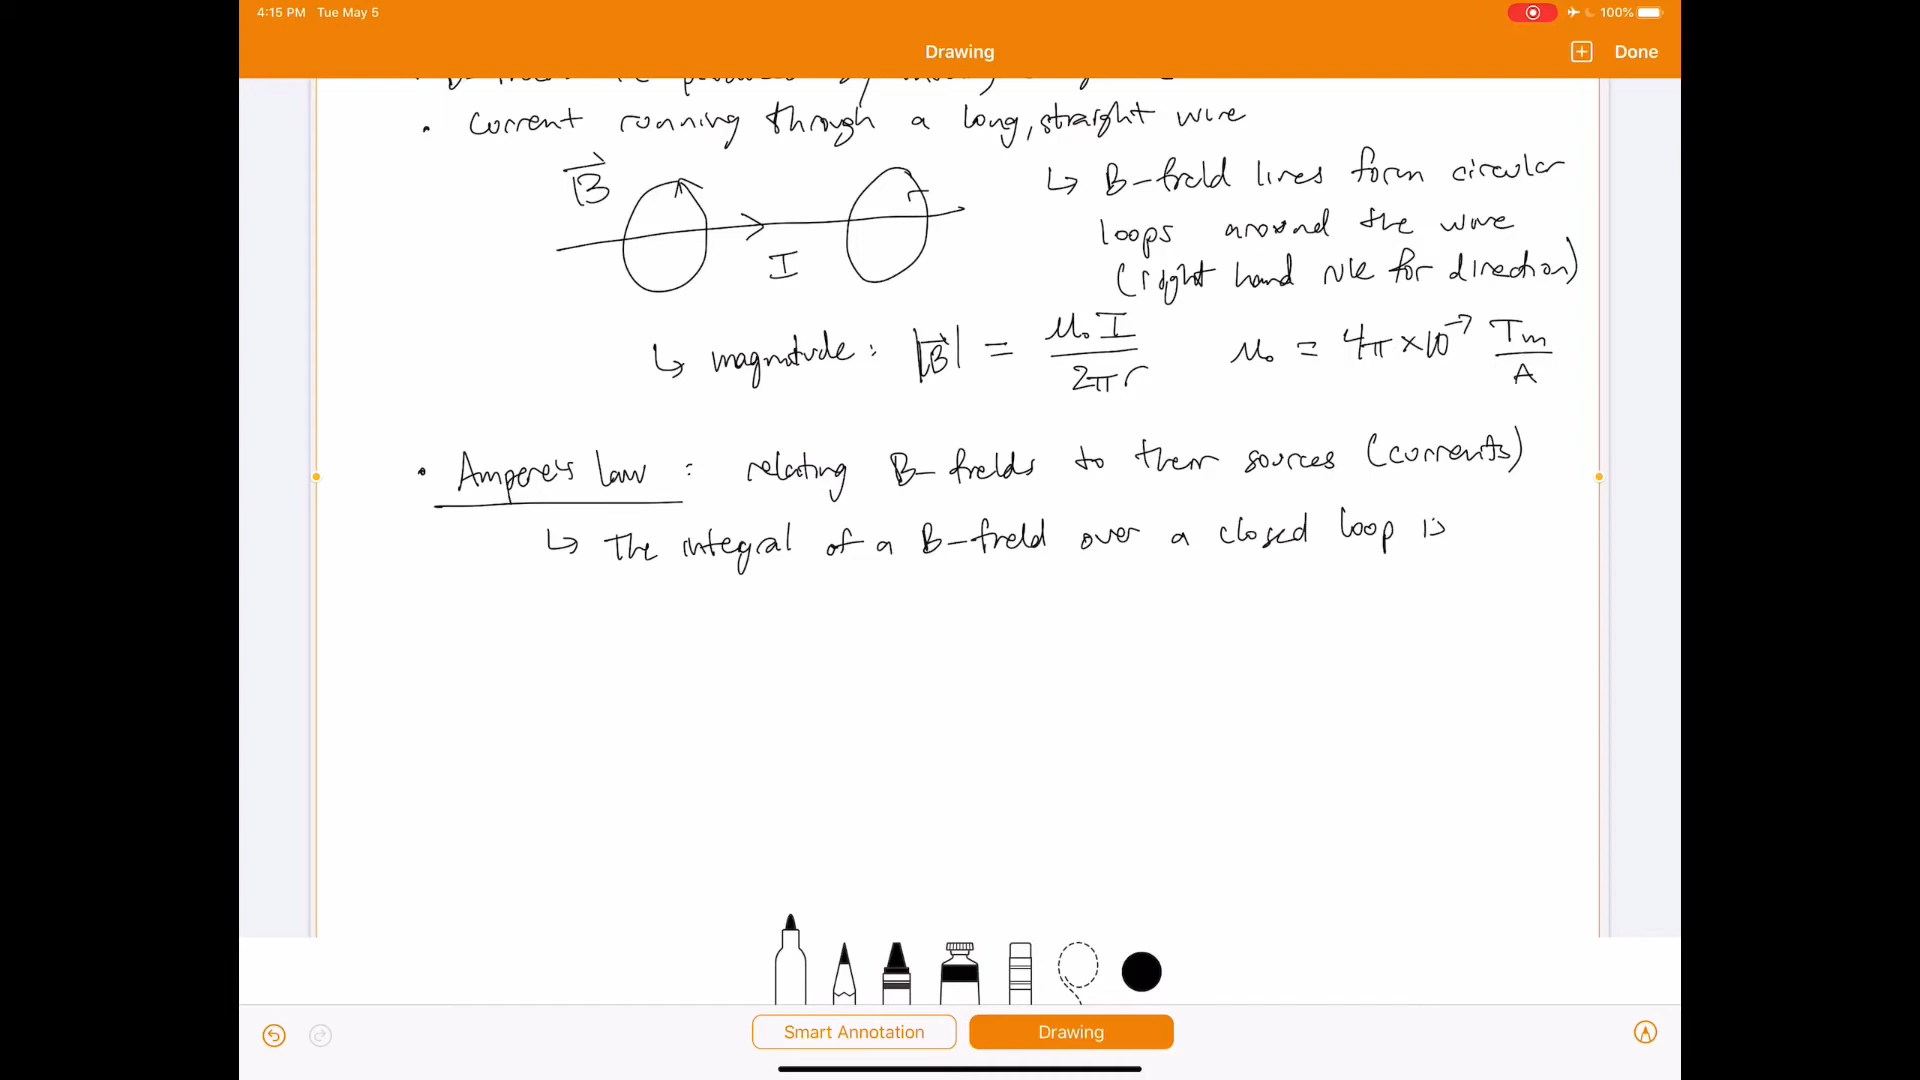 4:15 PM Tue May 5
100%
Drawing
Done
• current running through a long, straight wire
B⃗
I
↳ B-field lines form circular
loops around the wire
(right hand rule for direction)
↳ magnitude: |B⃗| = μ₀I / 2πr    μ₀ = 4π×10⁻⁷ Tm/A
• Ampere's law : relating B-fields to their sources (currents)
↳ The integral of a B-field over a closed loop is
Smart Annotation
Drawing